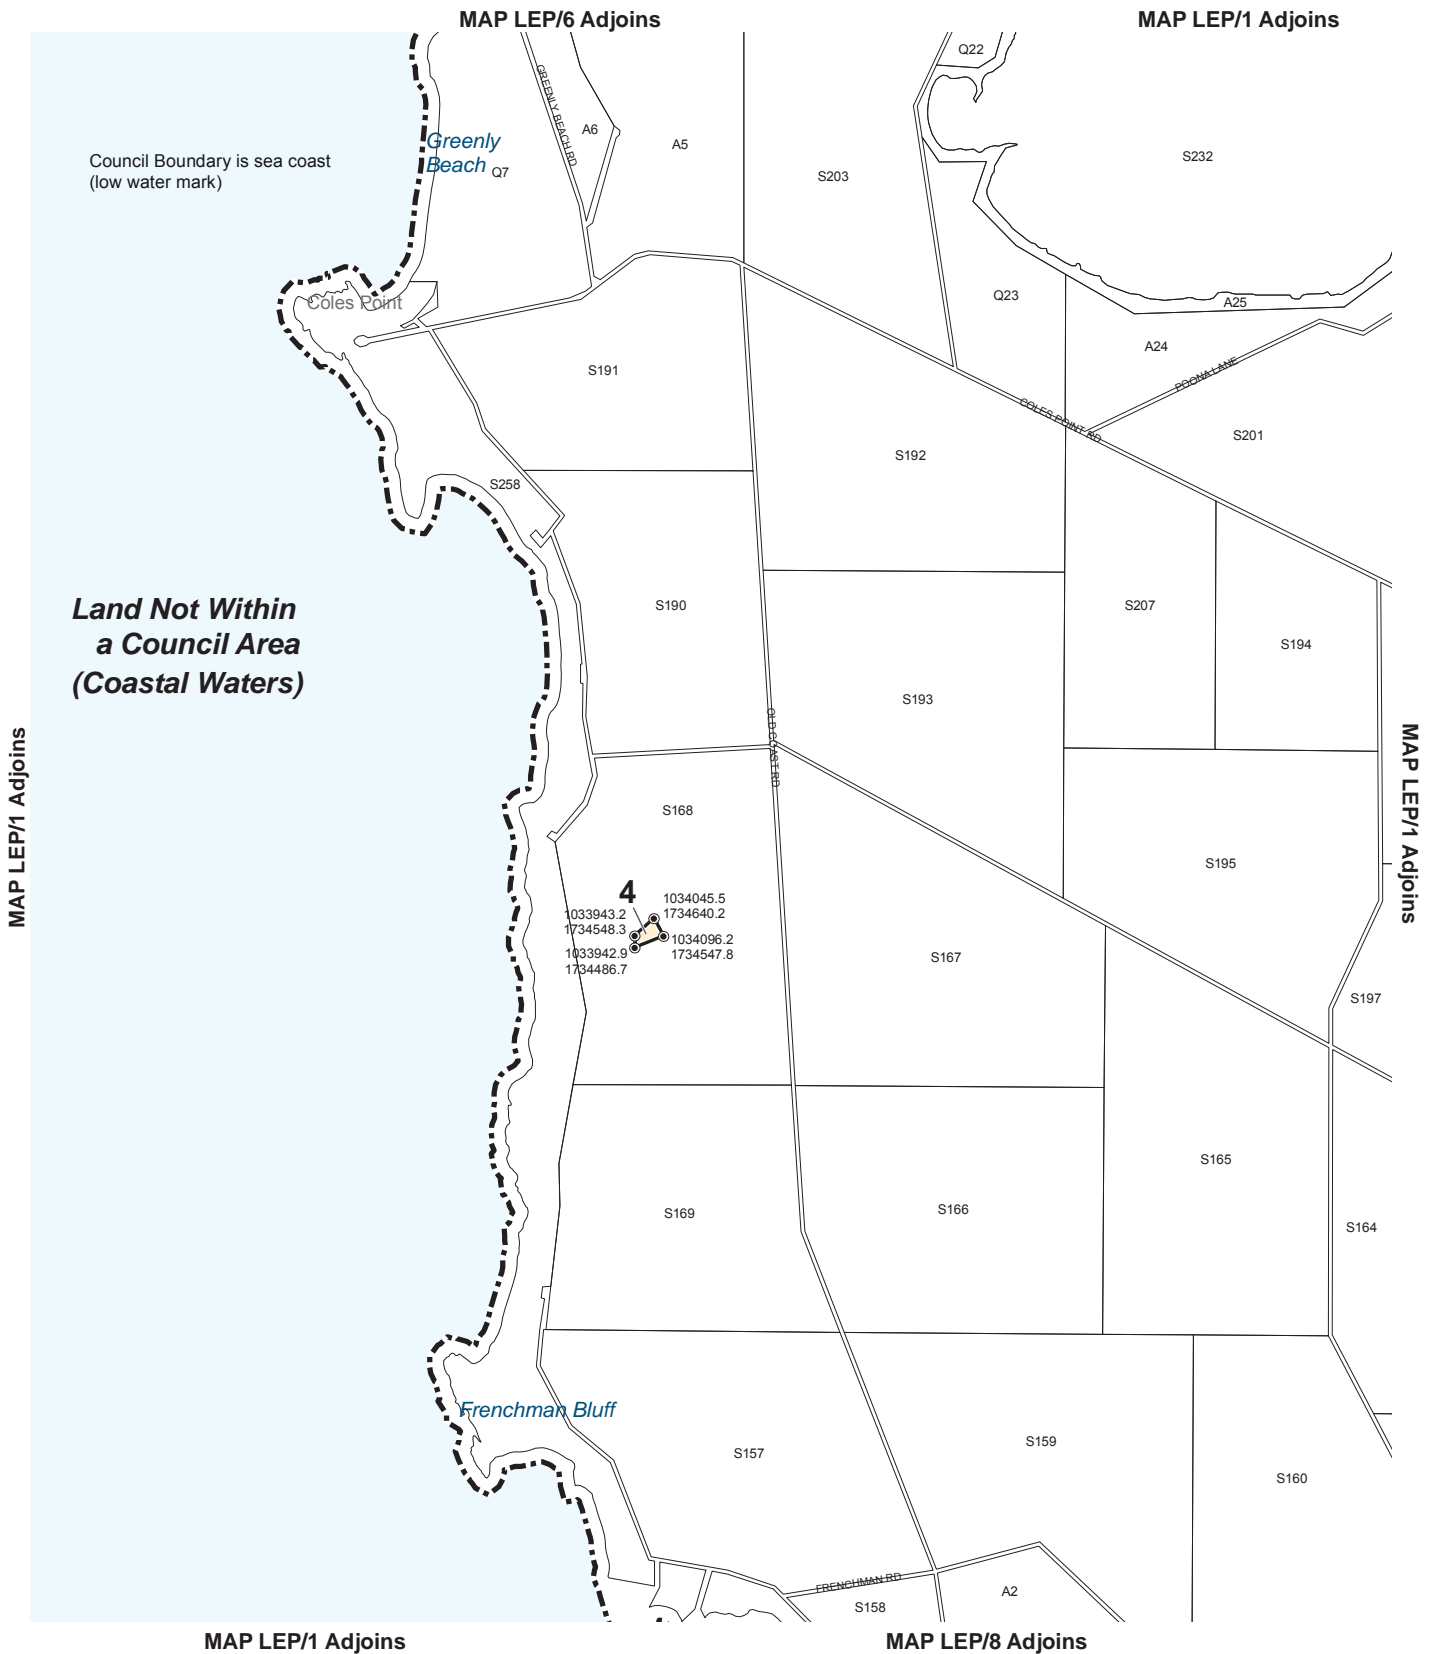 MAP LEP/6 Adjoins
MAP LEP/1 Adjoins
Q22
GREENLY BEACH RD
A6
A5
Greenly
Beach
Q7
Council Boundary is sea coast
(low water mark)
S203
S232
Coles Point
Q23
A25
A24
POONA LANE
S191
COLES POINT RD
S201
S192
S258
Land Not Within
a Council Area
(Coastal Waters)
S190
S207
S194
S193
OLD COAST RD
MAP LEP/1 Adjoins
MAP LEP/1 Adjoins
S168
S195
4
1034045.5
1734640.2
1033943.2
1734548.3
1034096.2
1734547.8
1033942.9
1734486.7
S167
S197
S165
S169
S166
S164
Frenchman Bluff
S157
S159
S160
FRENCHMAN RD
A2
S158
MAP LEP/1 Adjoins
MAP LEP/8 Adjoins